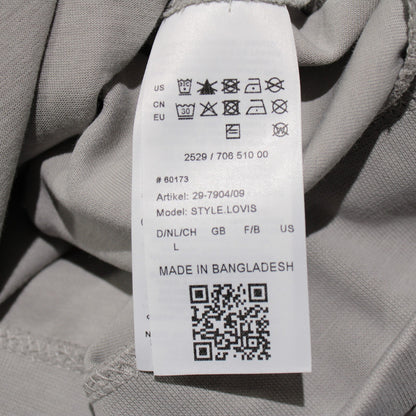 US
CN
EU
30
2529 / 706 510 00
# 60173
Artikel: 29-7904/09
Model: STYLE.LOVIS
D/NL/CH GB F/B US
L
MADE IN BANGLADESH